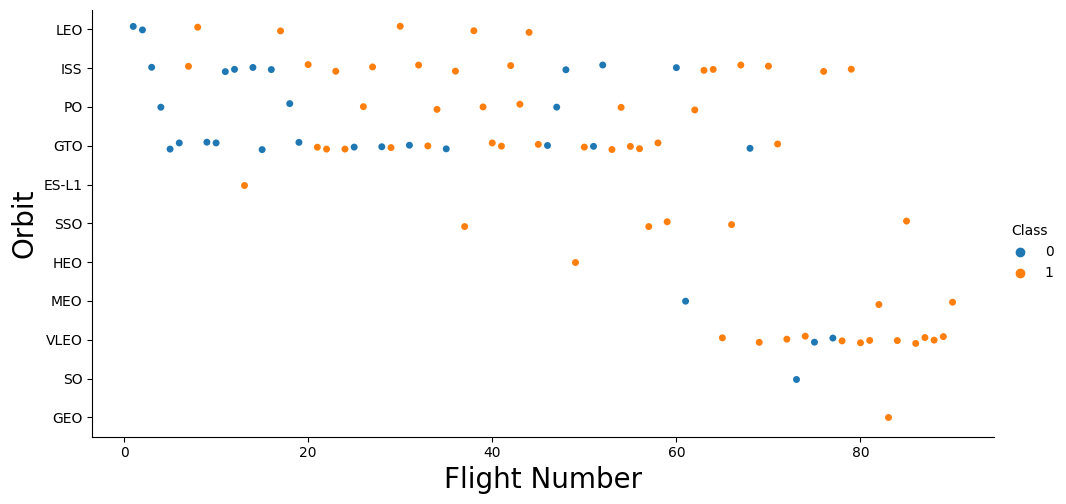 LEO
ISS
PO
GTO
ES-L1
SSO
HEO
MEO
VLEO
SO
GEO
Orbit
0 20 40 60 80
Flight Number
Class
0
1